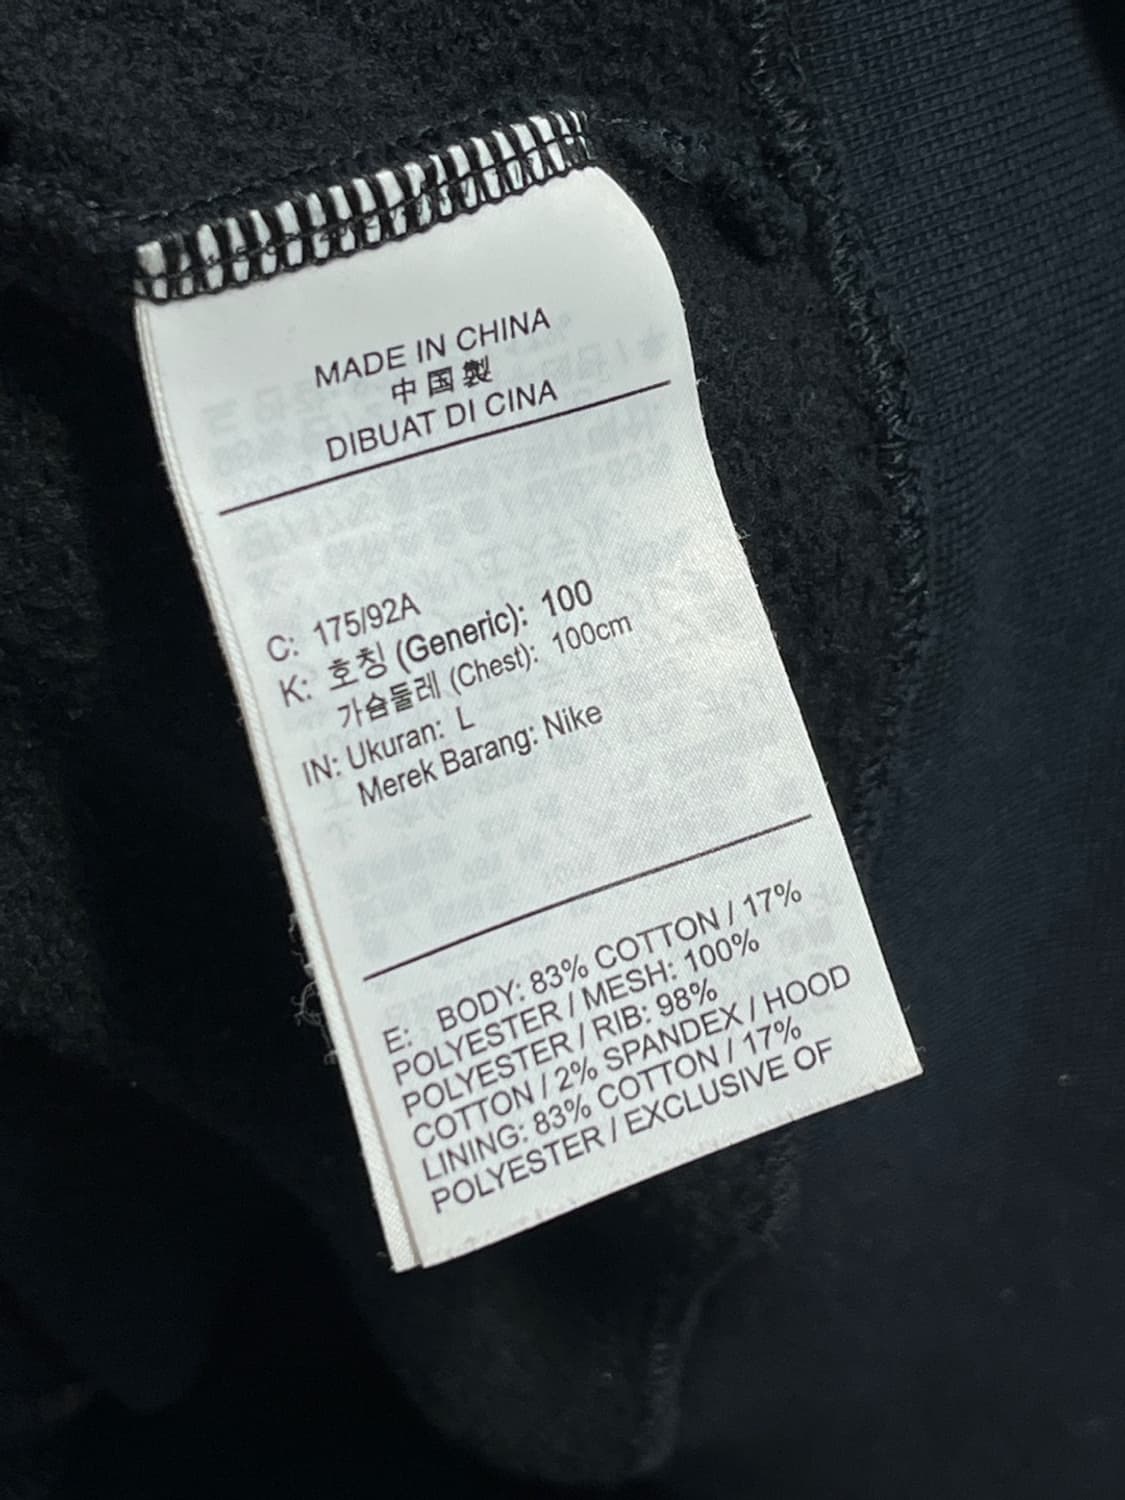 MADE IN CHINA
中国製
DIBUAT DI CINA
C: 175/92A
K: 호칭 (Generic): 100
가슴둘레 (Chest): 100cm
IN: Ukuran: L
Merek Barang: Nike
E: BODY: 83% COTTON / 17%
POLYESTER / MESH: 100%
POLYESTER / RIB: 98%
COTTON / 2% SPANDEX / HOOD
LINING: 83% COTTON / 17%
POLYESTER / EXCLUSIVE OF